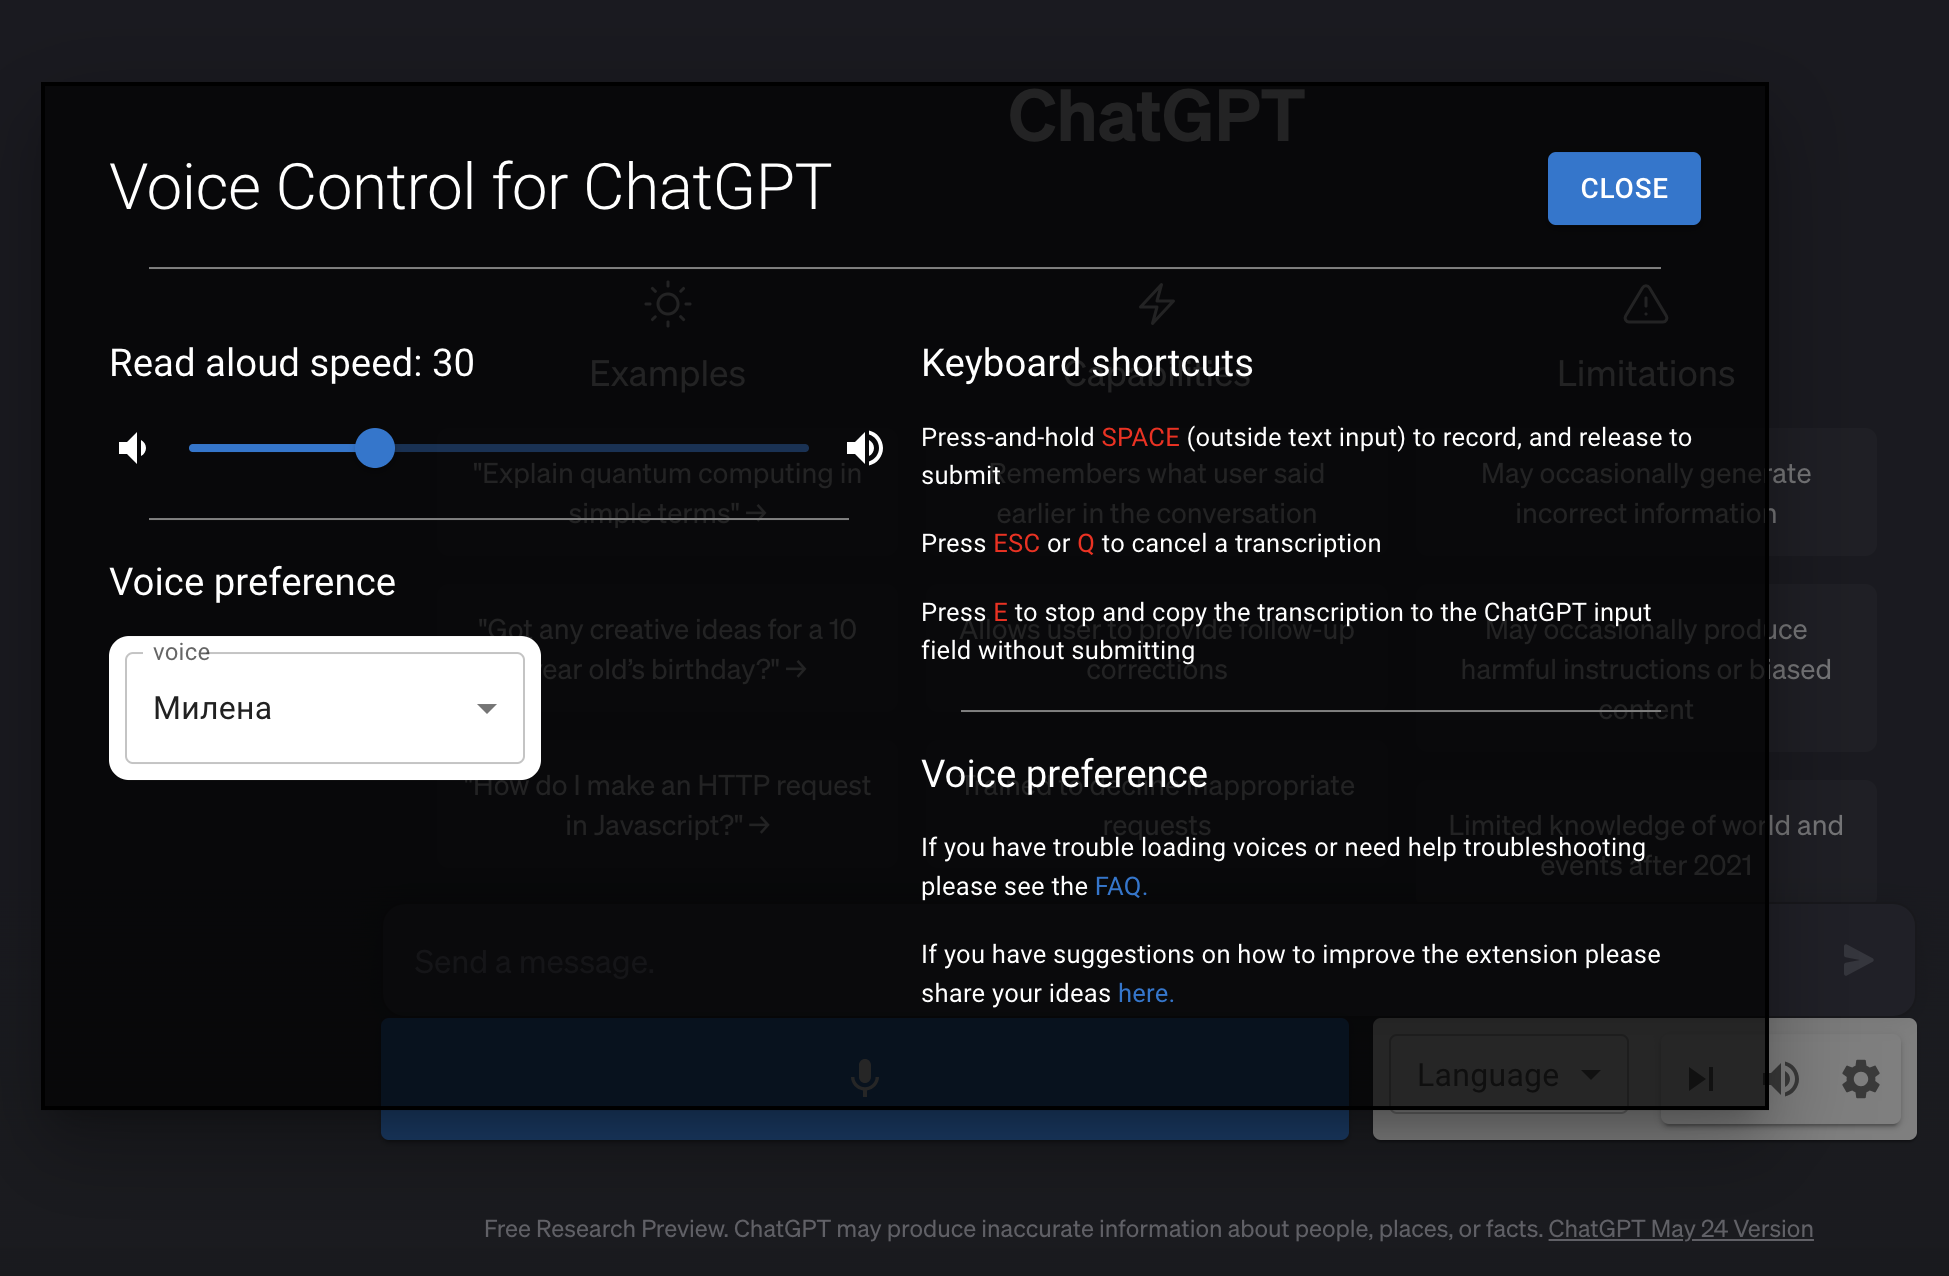 ChatGPT
Voice Control for ChatGPT
CLOSE
Read aloud speed: 30
Voice preference
voice
Милена
Keyboard shortcuts
Press-and-hold SPACE (outside text input) to record, and release to
submit
Press ESC or Q to cancel a transcription
Press E to stop and copy the transcription to the ChatGPT input
field without submitting
Voice preference
If you have trouble loading voices or need help troubleshooting
please see the FAQ.
If you have suggestions on how to improve the extension please
share your ideas here.
Examples
"Explain quantum computing in
simple terms" →
"Got any creative ideas for a 10
ear old's birthday?" →
"How do I make an HTTP request
in Javascript?" →
Capabilities
Remembers what user said
earlier in the conversation
Allows user to provide follow-up
corrections
Trained to decline inappropriate
requests
Limitations
May occasionally generate
incorrect information
May occasionally produce
harmful instructions or biased
content
Limited knowledge of world and
events after 2021
Send a message.
Language
Free Research Preview. ChatGPT may produce inaccurate information about people, places, or facts. ChatGPT May 24 Version